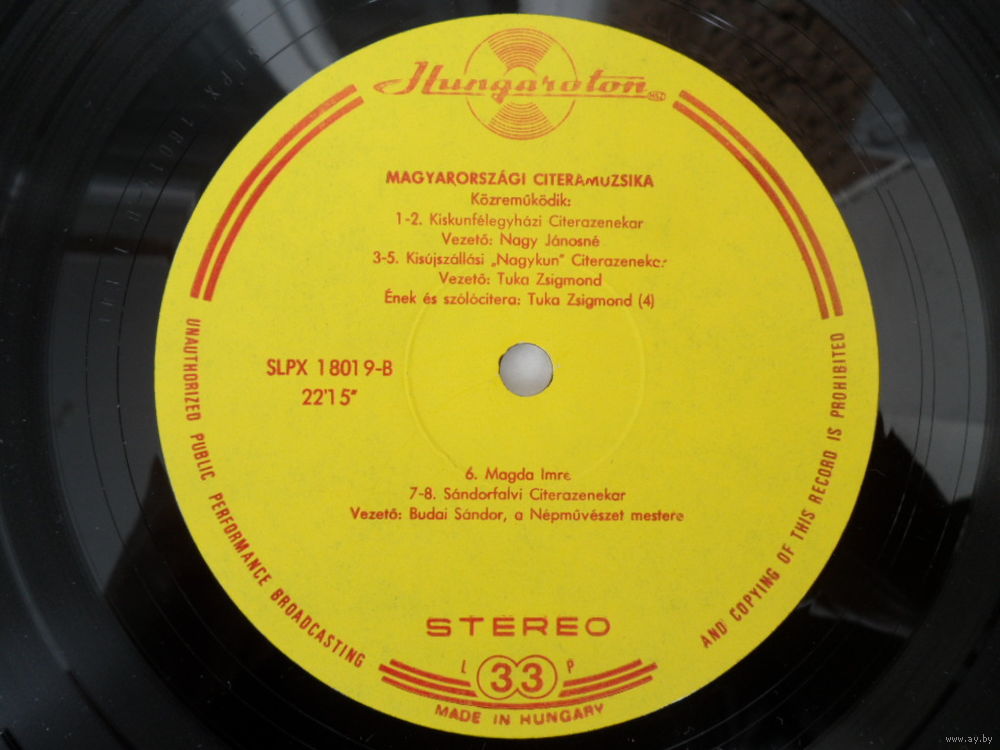 Hungaroton
MAGYARORSZÁGI CITERAMUZSIKA
Közreműködik:
1-2. Kiskunfélegyházi Citerazenekar
Vezető: Nagy Jánosné
3-5. Kisújszállási „Nagykun” Citerazenekar
Vezető: Tuka Zsigmond
Ének és szólócitera: Tuka Zsigmond (4)
SLPX 18019-B
22'15"
6. Magda Imre
7-8. Sándorfalvi Citerazenekar
Vezető: Budai Sándor, a Népművészet mestere
STEREO
L 33 P
MADE IN HUNGARY
UNAUTHORIZED PUBLIC PERFORMANCE BROADCASTING
AND COPYING OF THIS RECORD IS PROHIBITED
www.ay.by